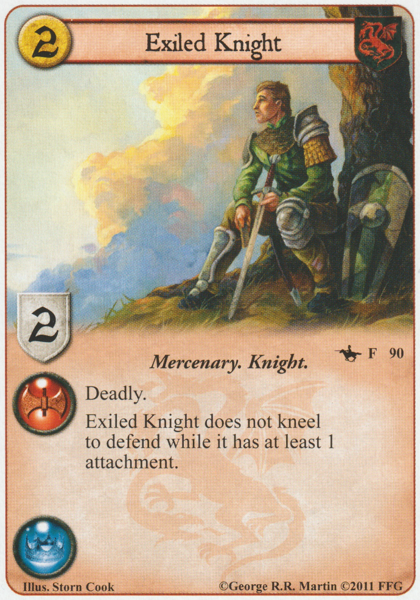 2
Exiled Knight
2
Mercenary. Knight.
F 90
Deadly.
Exiled Knight does not kneel
to defend while it has at least 1
attachment.
Illus. Storn Cook
©George R.R. Martin ©2011 FFG